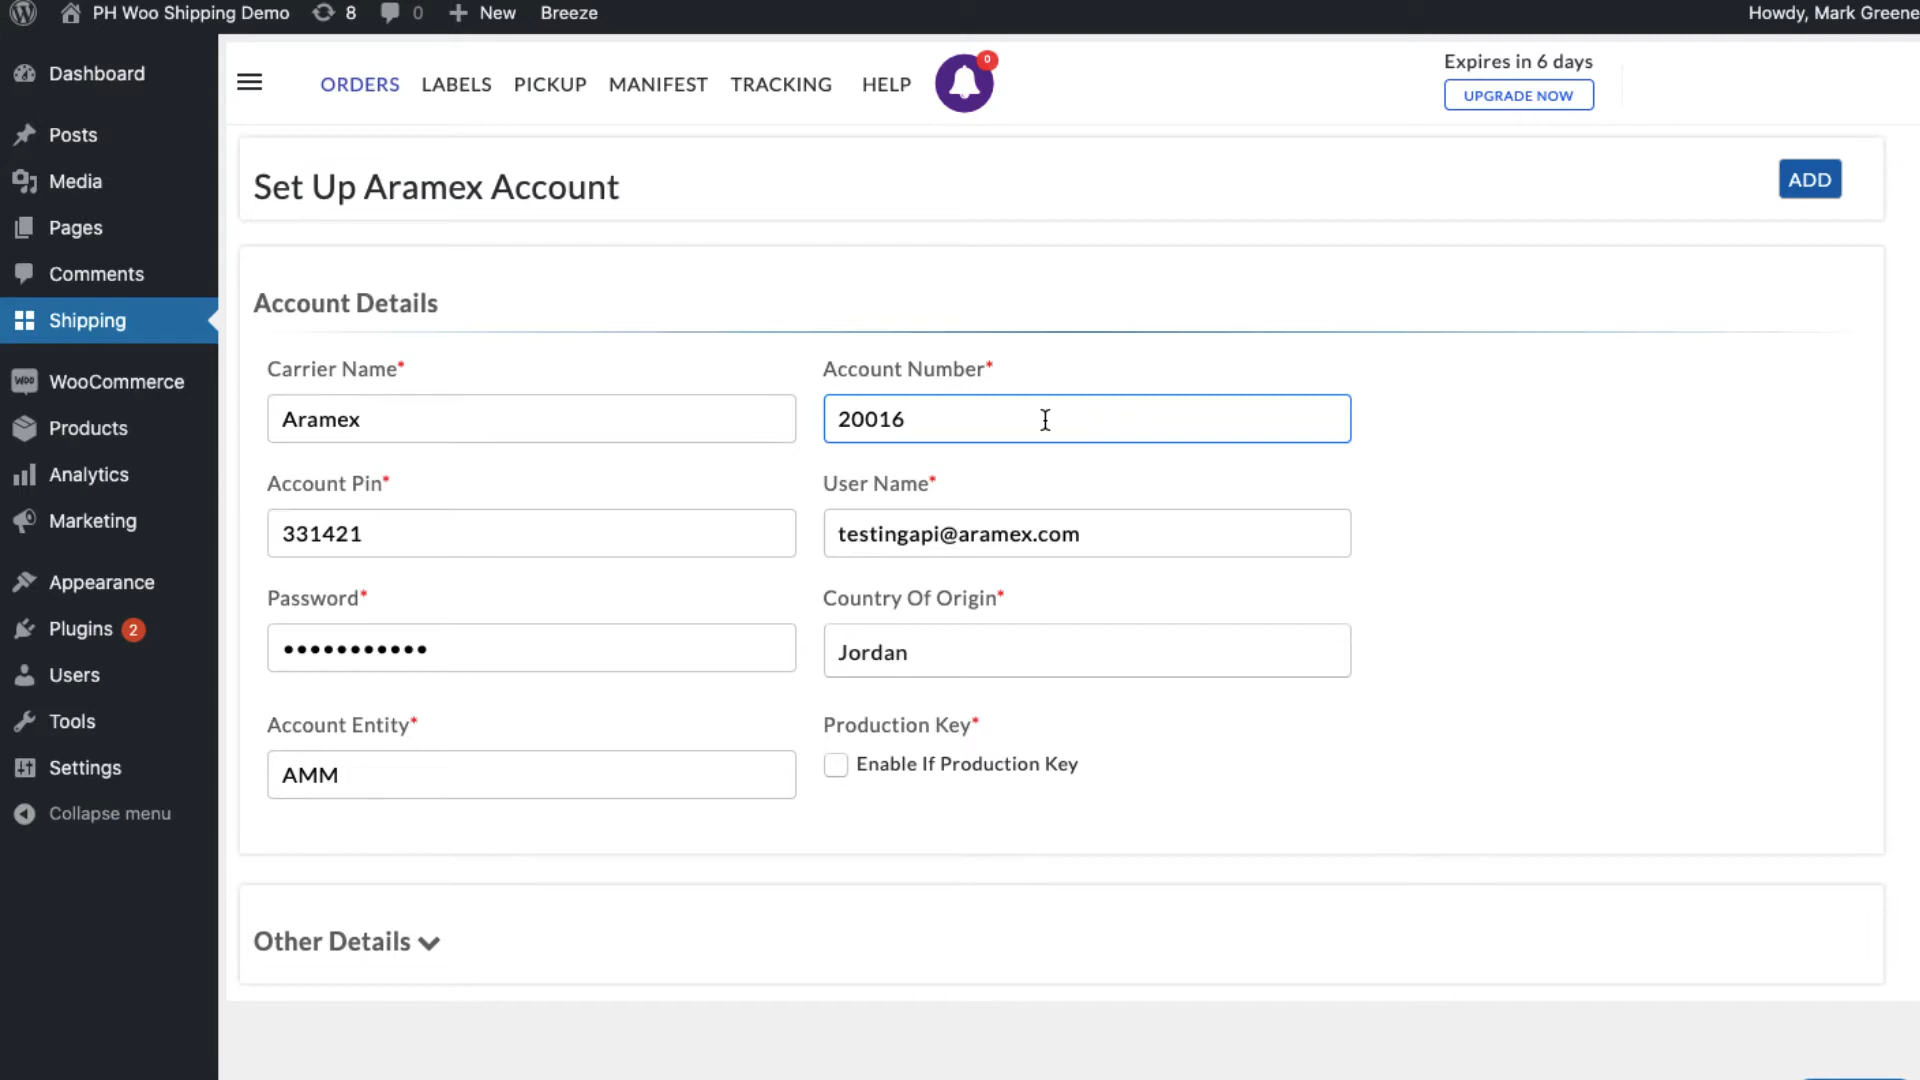 PH Woo Shipping Demo 8 0 + New Breeze Howdy, Mark Greene
Dashboard
Posts
Media
Pages
Comments
Shipping
WooCommerce
Products
Analytics
Marketing
Appearance
Plugins 2
Users
Tools
Settings
Collapse menu
ORDERS LABELS PICKUP MANIFEST TRACKING HELP 0
Expires in 6 days
UPGRADE NOW
Set Up Aramex Account
ADD
Account Details
Carrier Name* Account Number*
Aramex 20016
Account Pin* User Name*
331421 testingapi@aramex.com
Password* Country Of Origin*
••••••••••• Jordan
Account Entity* Production Key*
AMM Enable If Production Key
Other Details